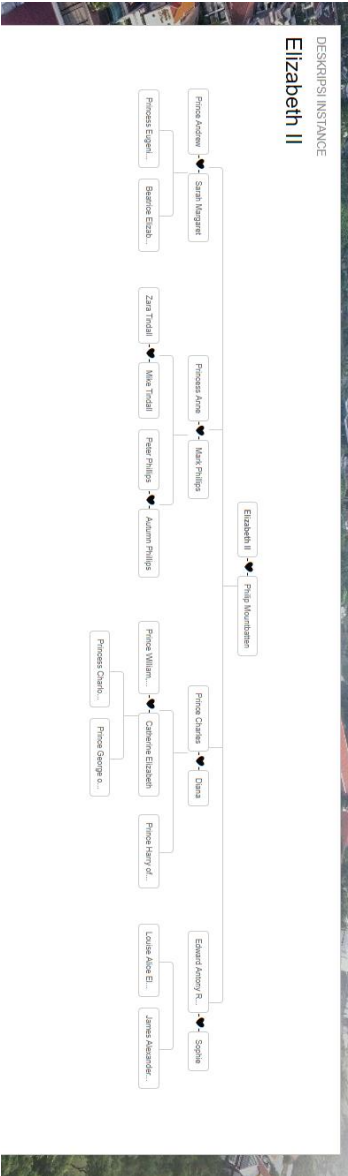 DESKRIPSI INSTANCE
Elizabeth II
Elizabeth II
Philip Mountbatten
Prince Andrew
Sarah Margaret
Princess Anne
Mark Phillips
Prince Charles
Diana
Edward Antony R...
Sophie
Princess Eugeni...
Beatrice Elizab...
Zara Tindall
Mike Tindall
Peter Phillips
Autumn Phillips
Prince William,...
Catherine Elizabeth
Prince Harry of...
Louise Alice El...
James Alexander...
Princess Charlo...
Prince George o...